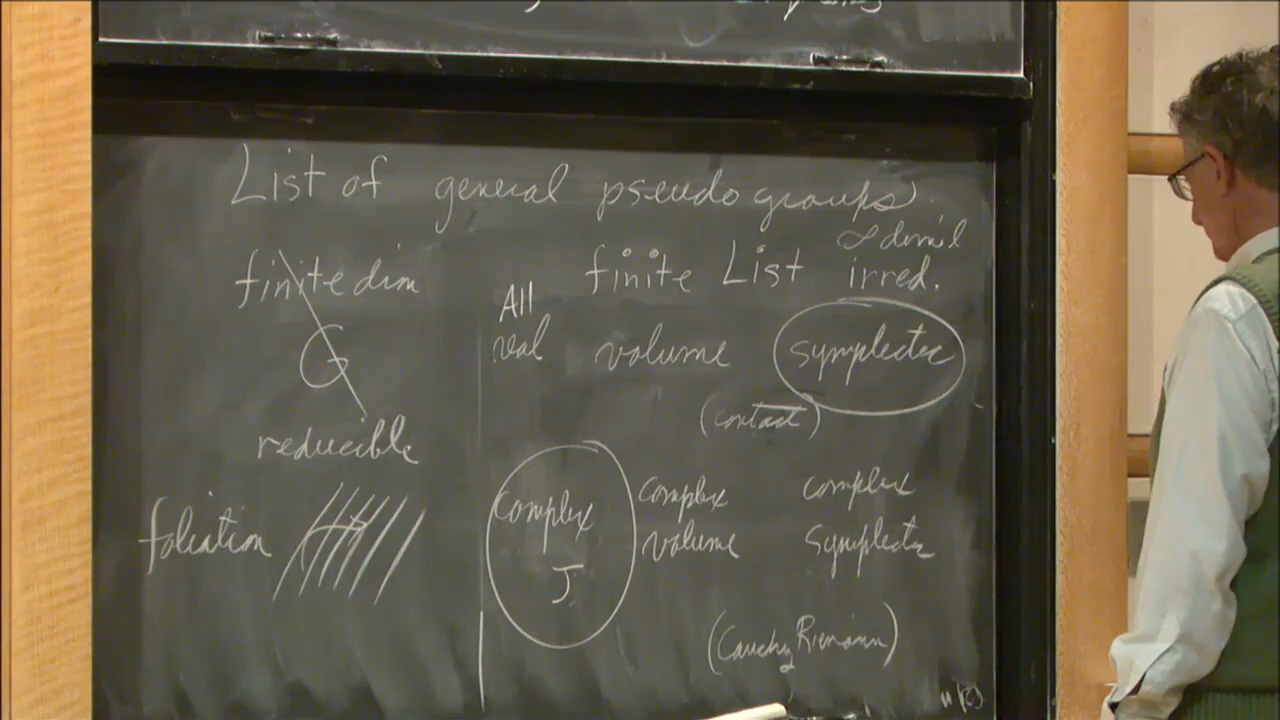 List of general pseudo groups
finite dim
G
reducible
foliation
finite List ∞ dim'l irred.
All real
volume
symplectic
(contact)
complex J
complex volume
complex symplectic
(Cauchy Riemann)